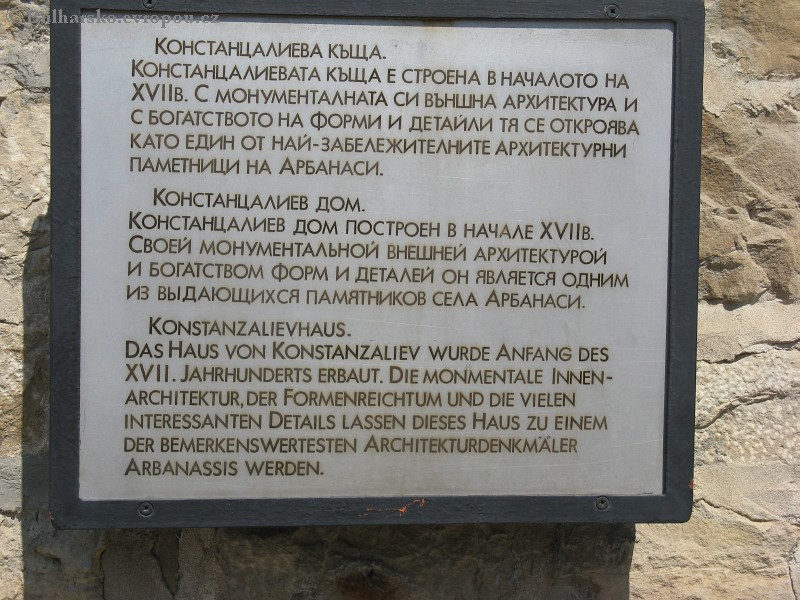 Bulharsko.evropou.cz
Констанцалиева къща.
Констанцалиевата къща е строена в началото на
XVIIв. С монументалната си външна архитектура и
с богатството на форми и детайли тя се откроява
като един от най-забележителните архитектурни
паметници на Арбанаси.
Констанцалиев дом.
Констанцалиев дом построен в начале XVIIв.
Своей монументальной внешней архитектурой
и богатством форм и деталей он является одним
из выдающихся памятников села Арбанаси.
Konstanzalievhaus.
Das Haus von Konstanzaliev wurde Anfang des
XVII. Jahrhunderts erbaut. Die monmentale Innen-
architektur, der Formenreichtum und die vielen
interessanten Details lassen dieses Haus zu einem
der bemerkenswertesten Architekturdenkmäler
Arbanassis werden.